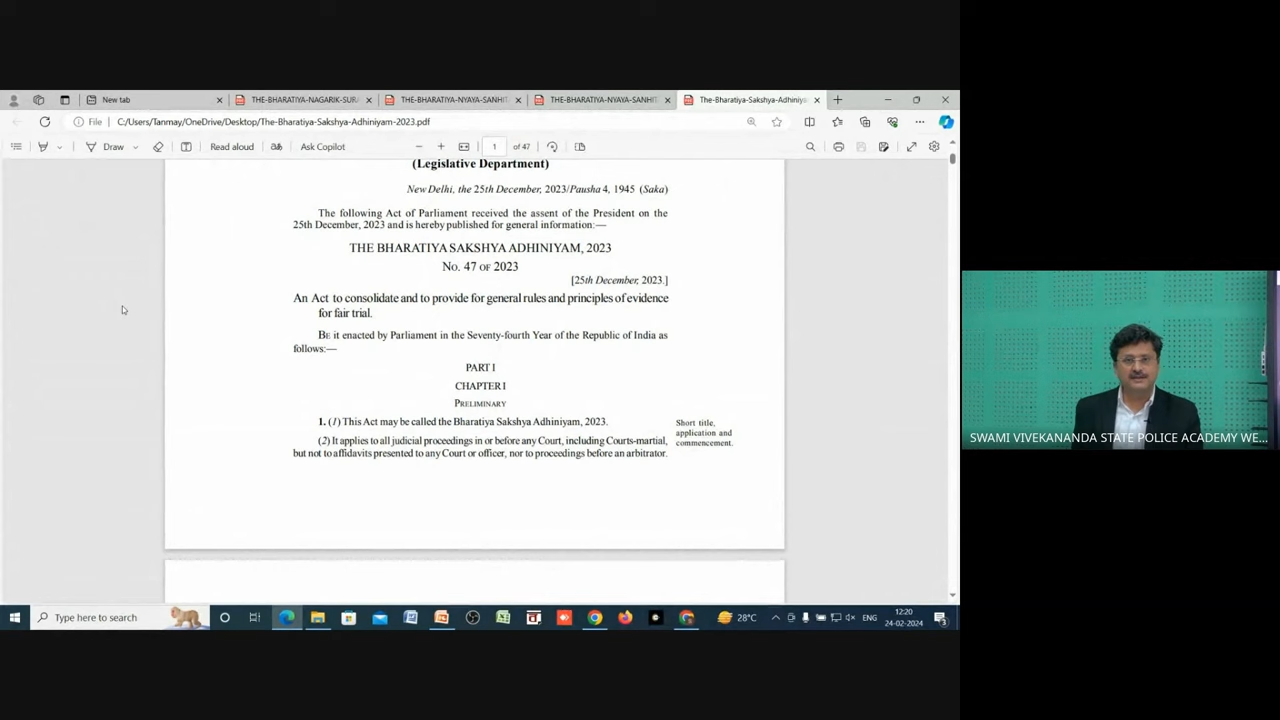 New tab
THE-BHARATIYA-NAGARIK-SUR
THE-BHARATIYA-NYAYA-SANHI
THE-BHARATIYA-NYAYA-SANHI
The-Bharatiya-Sakshya-Adhiniy
File C:/Users/Tanmay/OneDrive/Desktop/The-Bharatiya-Sakshya-Adhiniyam-2023.pdf
Draw Read aloud Ask Copilot 1 of 47
(Legislative Department)
New Delhi, the 25th December, 2023/Pausha 4, 1945 (Saka)
The following Act of Parliament received the assent of the President on the
25th December, 2023 and is hereby published for general information:—
THE BHARATIYA SAKSHYA ADHINIYAM, 2023
NO. 47 OF 2023
[25th December, 2023.]
An Act to consolidate and to provide for general rules and principles of evidence
for fair trial.
BE it enacted by Parliament in the Seventy-fourth Year of the Republic of India as
follows:—
PART I
CHAPTER I
PRELIMINARY
1. (1) This Act may be called the Bharatiya Sakshya Adhiniyam, 2023.
Short title,
application and
commencement.
(2) It applies to all judicial proceedings in or before any Court, including Courts-martial,
but not to affidavits presented to any Court or officer, nor to proceedings before an arbitrator.
SWAMI VIVEKANANDA STATE POLICE ACADEMY WE...
Type here to search
28°C
ENG
12:20
24-02-2024
3